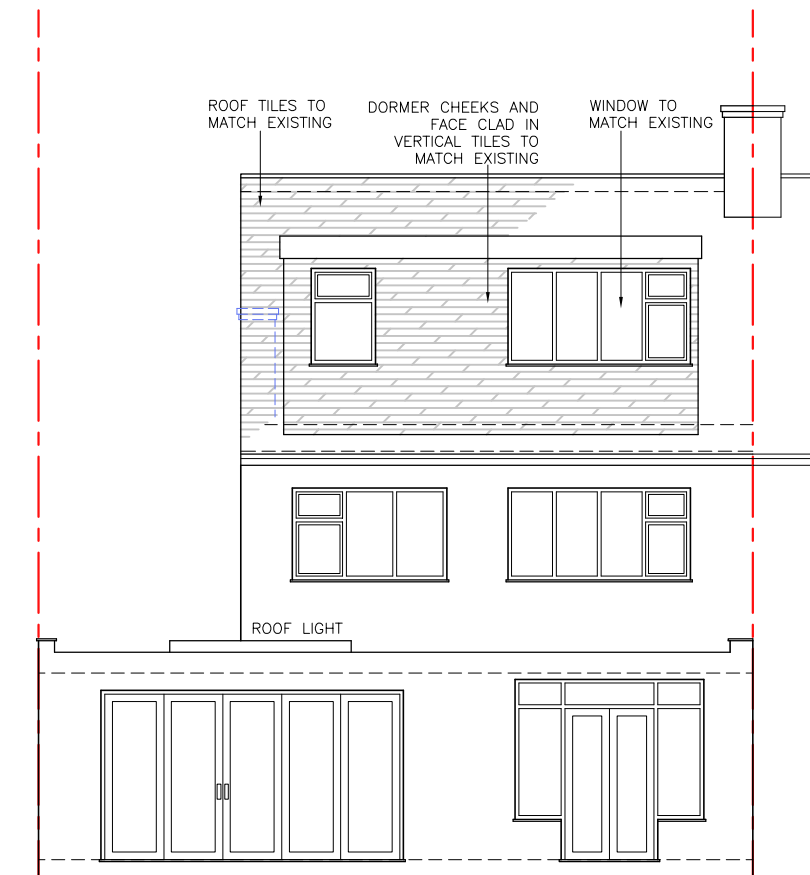 ROOF TILES TO
MATCH EXISTING
DORMER CHEEKS AND
FACE CLAD IN
VERTICAL TILES TO
MATCH EXISTING
WINDOW TO
MATCH EXISTING
ROOF LIGHT